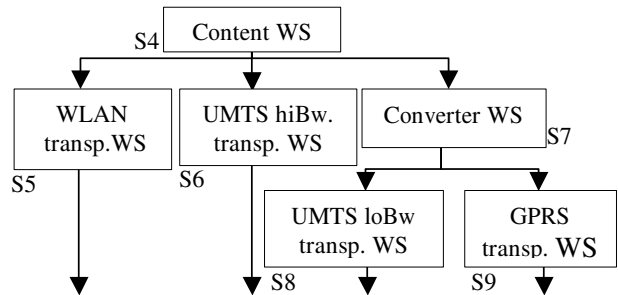 S4
Content WS
WLAN
transp.WS
S5
UMTS hiBw.
transp. WS
S6
Converter WS
S7
UMTS loBw
transp. WS
S8
GPRS
transp. WS
S9